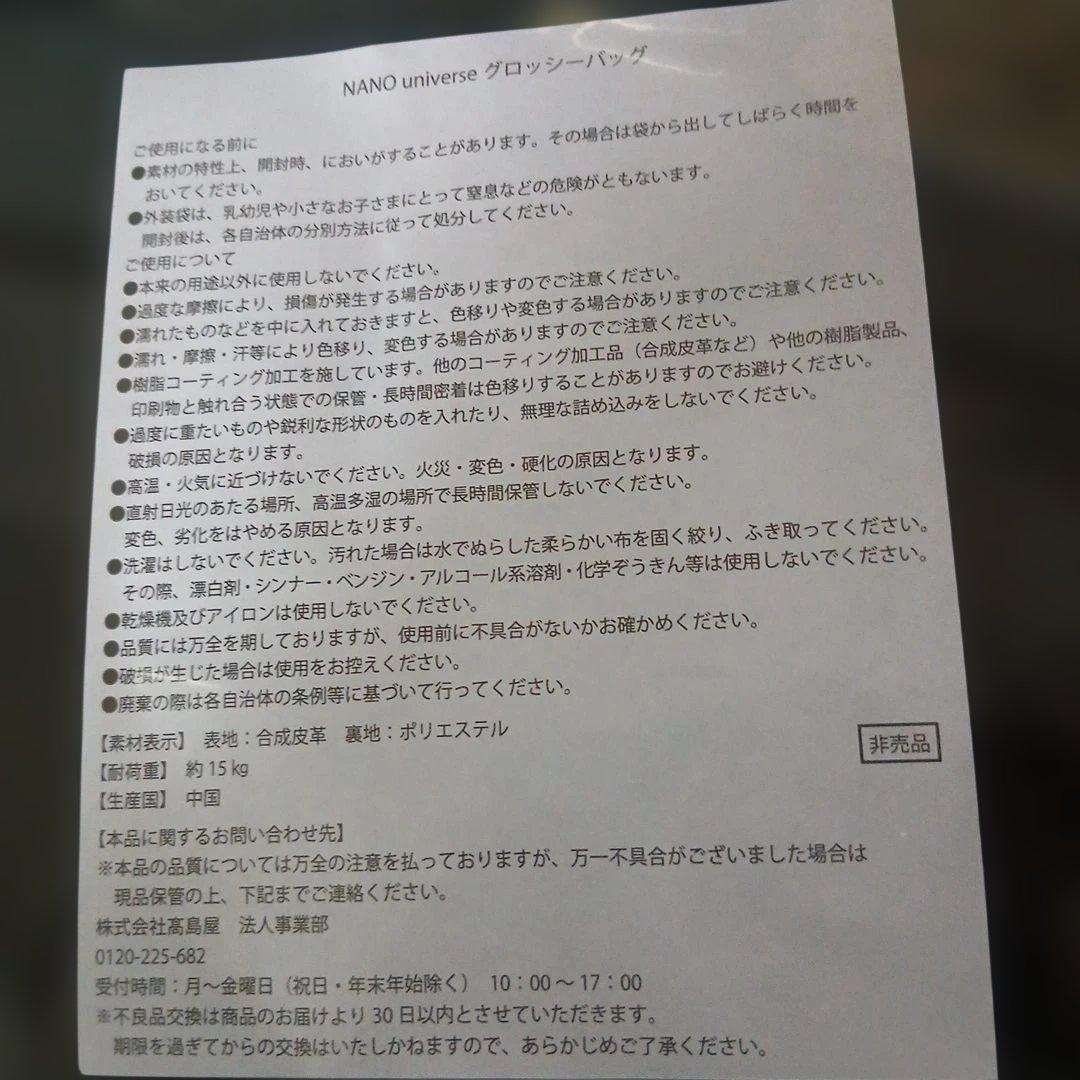 NANO universe グロッシーバッグ
ご使用になる前に
●素材の特性上、開封時、においがすることがあります。その場合は袋から出してしばらく時間を
おいてください。
●外装袋は、乳幼児や小さなお子さまにとって窒息などの危険がともないます。
開封後は、各自治体の分別方法に従って処分してください。
ご使用について
●本来の用途以外に使用しないでください。
●過度な摩擦により、損傷が発生する場合がありますのでご注意ください。
●濡れたものなどを中に入れておきますと、色移りや変色する場合がありますのでご注意ください。
●濡れ・摩擦・汗等により色移り、変色する場合がありますのでご注意ください。
●樹脂コーティング加工を施しています。他のコーティング加工品（合成皮革など）や他の樹脂製品、
印刷物と触れ合う状態での保管・長時間密着は色移りすることがありますのでお避けください。
●過度に重たいものや鋭利な形状のものを入れたり、無理な詰め込みをしないでください。
破損の原因となります。
●高温・火気に近づけないでください。火災・変色・硬化の原因となります。
●直射日光のあたる場所、高温多湿の場所で長時間保管しないでください。
変色、劣化をはやめる原因となります。
●洗濯はしないでください。汚れた場合は水でぬらした柔らかい布を固く絞り、ふき取ってください。
その際、漂白剤・シンナー・ベンジン・アルコール系溶剤・化学ぞうきん等は使用しないでください。
●乾燥機及びアイロンは使用しないでください。
●品質には万全を期しておりますが、使用前に不具合がないかお確かめください。
●破損が生じた場合は使用をお控えください。
●廃棄の際は各自治体の条例等に基づいて行ってください。
【素材表示】 表地：合成皮革　裏地：ポリエステル
【耐荷重】 約 15 kg
【生産国】 中国
非売品
【本品に関するお問い合わせ先】
※本品の品質については万全の注意を払っておりますが、万一不具合がございました場合は
現品保管の上、下記までご連絡ください。
株式会社髙島屋　法人事業部
0120-225-682
受付時間：月～金曜日（祝日・年末年始除く） 10：00 ～ 17：00
※不良品交換は商品のお届けより 30 日以内とさせていただきます。
期限を過ぎてからの交換はいたしかねますので、あらかじめご了承ください。